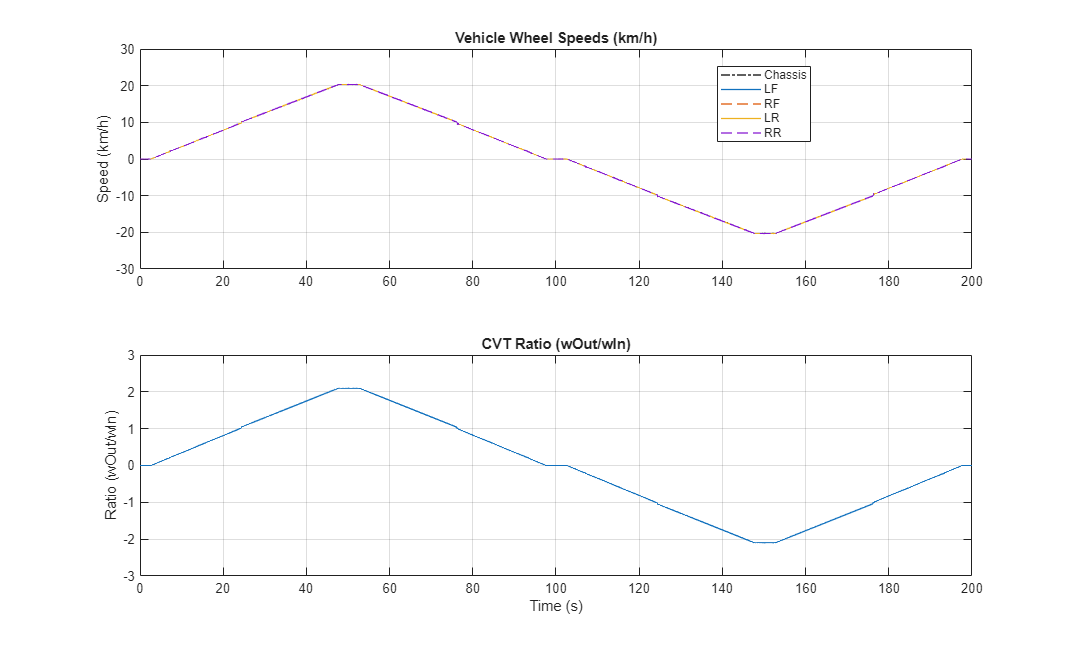 Vehicle Wheel Speeds (km/h)
30
20
10
0
-10
-20
-30
Speed (km/h)
Chassis
LF
RF
LR
RR
0 20 40 60 80 100 120 140 160 180 200
CVT Ratio (wOut/wIn)
3
2
1
0
-1
-2
-3
Ratio (wOut/wIn)
0 20 40 60 80 100 120 140 160 180 200
Time (s)